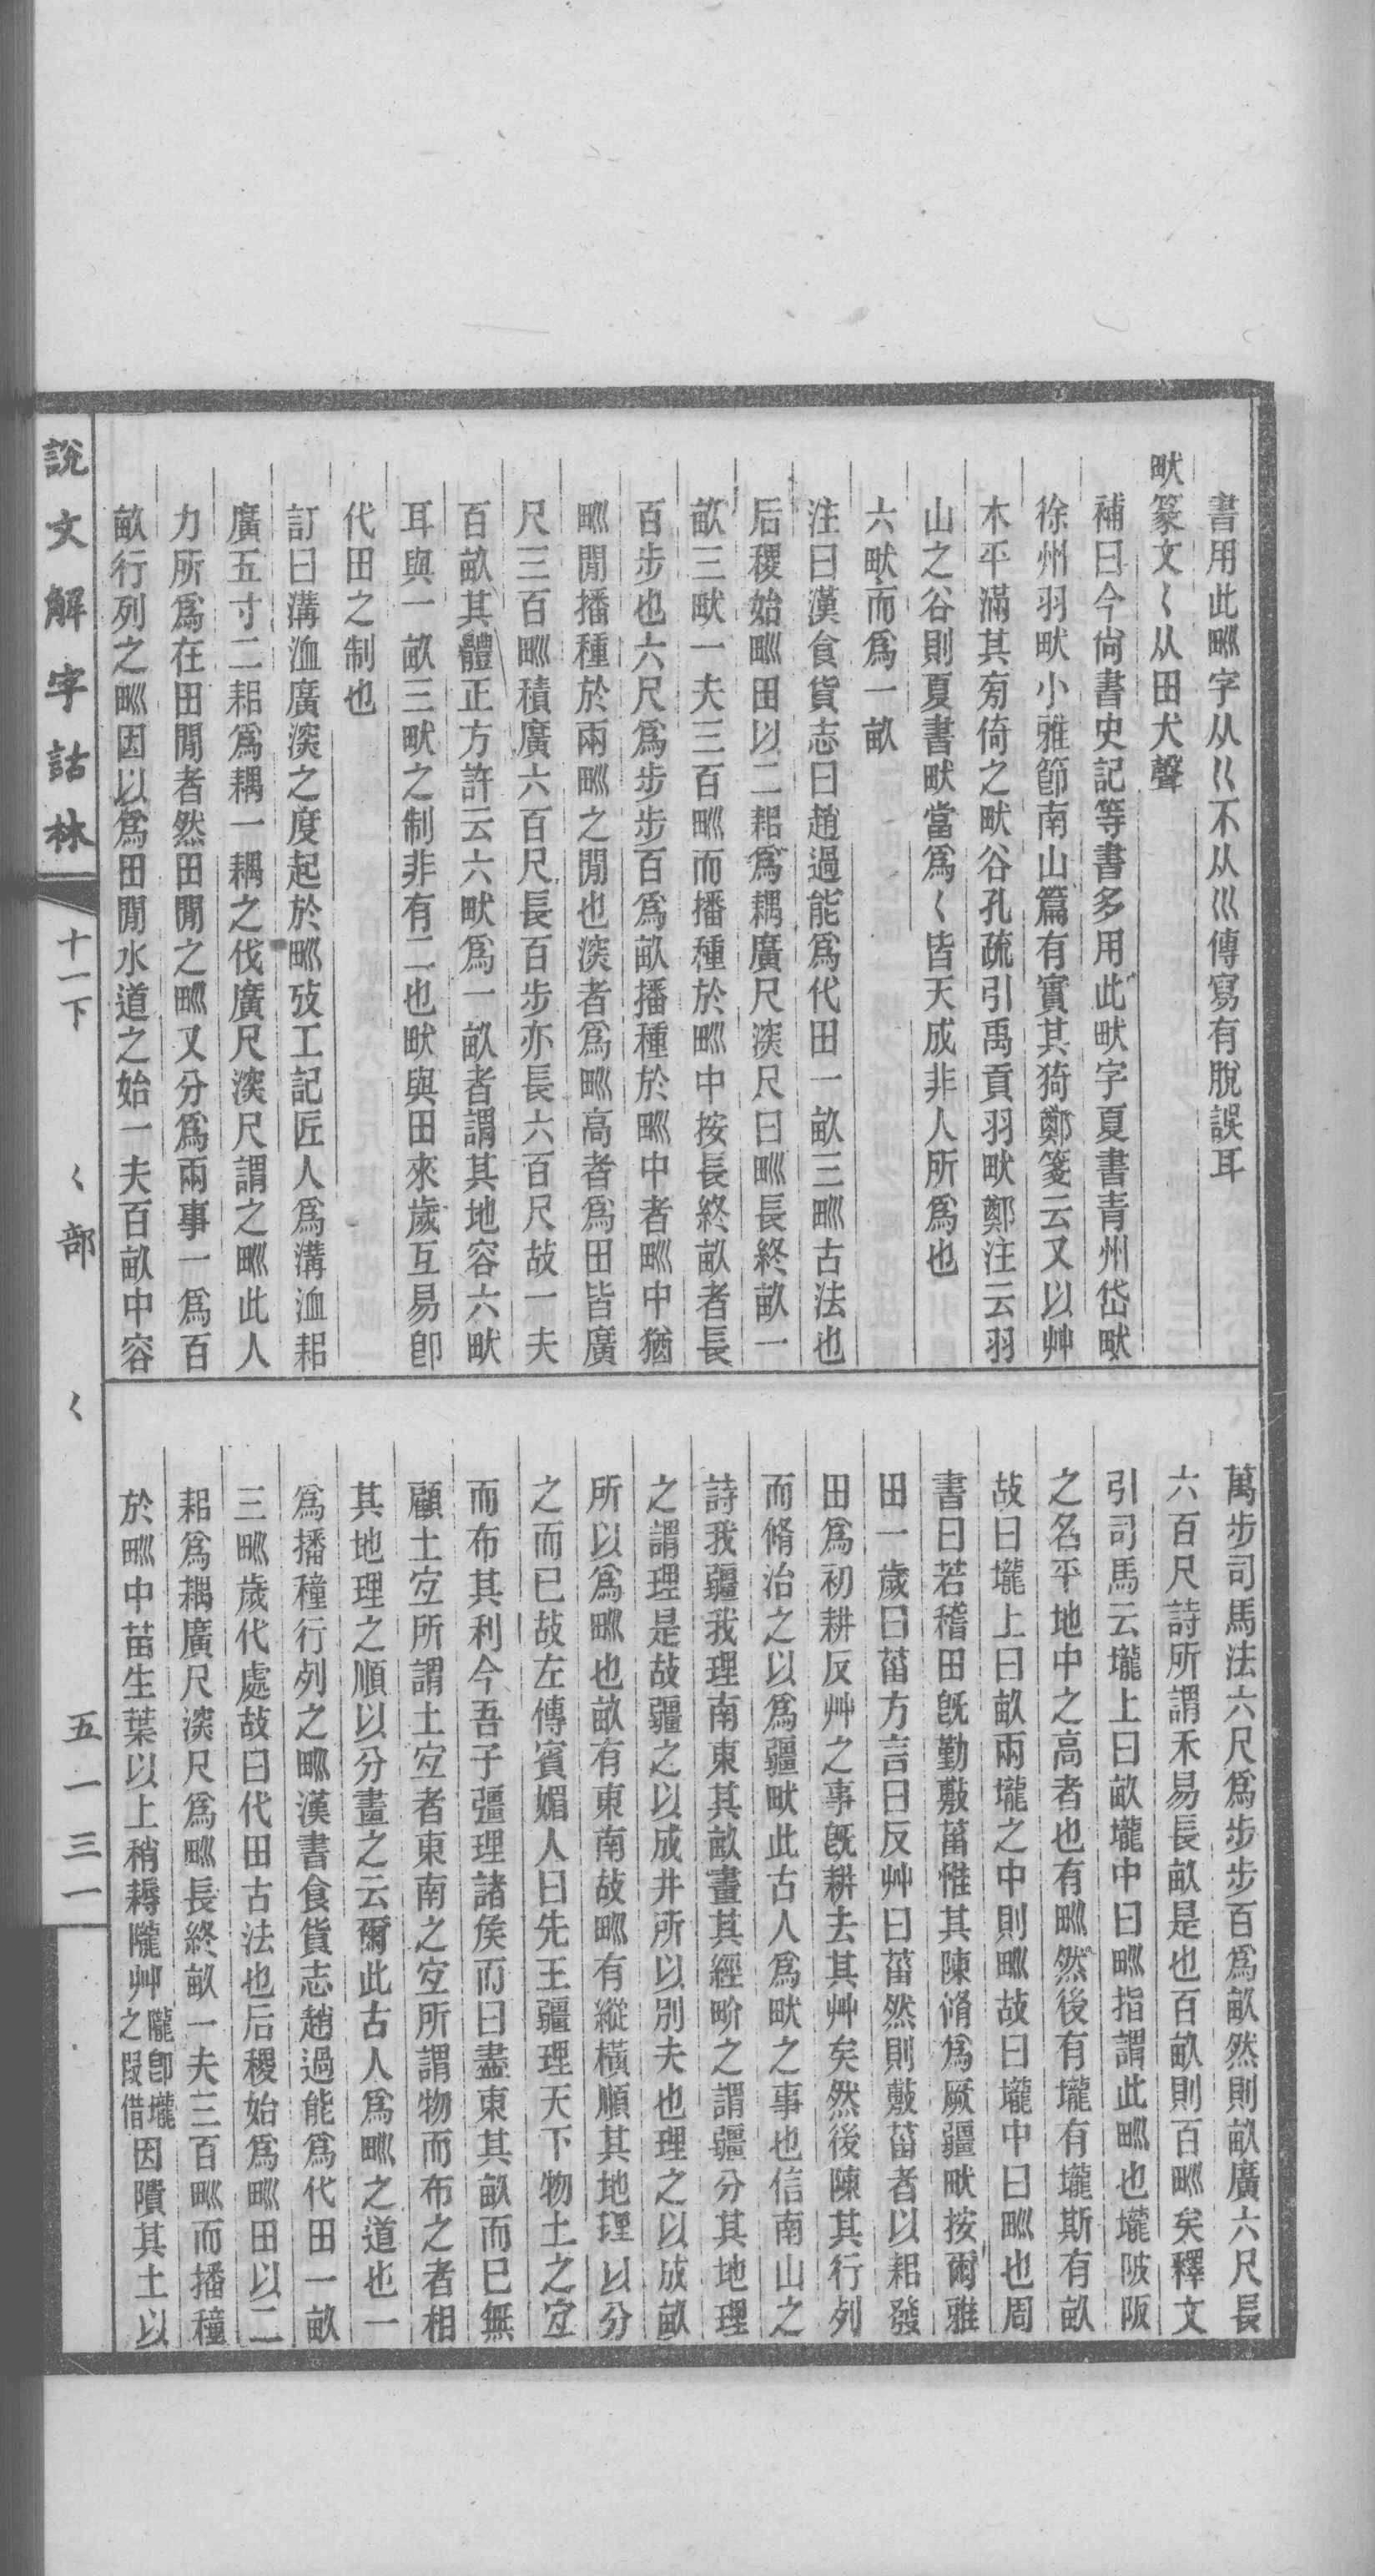 書用此甽字从巜不从巛傳寫有脫誤耳
畎篆文〈从田犬聲
補曰今尙書史記等書多用此畎字夏書青州岱畎
徐州羽畎小雅節南山篇有實其猗鄭箋云又以艸
木平滿其㫄倚之畎谷孔疏引禹貢羽畎鄭注云羽
山之谷則夏書畎當爲〈皆天成非人所爲也
六畎而爲一畝
注曰漢食貨志曰趙過能爲代田一畝三甽古法也
后稷始甽田以二耜爲耦廣尺深尺曰甽長終畝一
畝三畎一夫三百甽而播種於甽中按長終畝者長
百步也六尺爲步步百爲畝播種於甽中者甽中猶
甽閒播種於兩甽之閒也深者爲甽高者爲田皆廣
尺三百甽積廣六百尺長百步亦長六百尺故一夫
百畝其體正方許云六畎爲一畝者謂其地容六畎
耳與一畝三畎之制非有二也畎與田來歲互易卽
代田之制也
訂曰溝洫廣深之度起於甽攷工記匠人爲溝洫耜
廣五寸二耜爲耦一耦之伐廣尺深尺謂之甽此人
力所爲在田閒者然田閒之甽又分爲兩事一爲百
畝行列之甽因以爲田閒水道之始一夫百畝中容
萬步司馬法六尺爲步步百爲畝然則畝廣六尺長
六百尺詩所謂禾易長畝是也百畝則百甽矣釋文
引司馬云壠上曰畝壠中曰甽指謂此甽也壠陂阪
之名平地中之高者也有甽然後有壠有壠斯有畝
故曰壠上曰畝兩壠之中則甽故曰壠中曰甽也周
書曰若稽田旣勤敷菑惟其陳脩爲厥疆畎按爾雅
田一歲曰菑方言曰反艸曰菑然則敷菑者以耜發
田爲初耕反艸之事旣耕去其艸矣然後陳其行列
而脩治之以爲疆畎此古人爲畎之事也信南山之
詩我疆我理南東其畝畫其經畍之謂疆分其地理
之謂理是故疆之以成井所以別夫也理之以成畝
所以爲甽也畝有東南故甽有縱橫順其地理以分
之而已故左傳賓媚人曰先王疆理天下物土之宐
而布其利今吾子疆理諸矦而曰盡東其畝而已無
顧土宐所謂土宐者東南之宐所謂物而布之者相
其地理之順以分畫之云爾此古人爲甽之道也一
爲播穜行列之甽漢書食貨志趙過能爲代田一畝
三甽歲代處故曰代田古法也后稷始爲甽田以二
耜爲耦廣尺深尺爲甽長終畝一夫三百甽而播穜
於甽中苗生葉以上稍耨隴艸隴卽壠之叚借因隤其土以
說文解字詁林
十一下
〈部
〈
五一三一